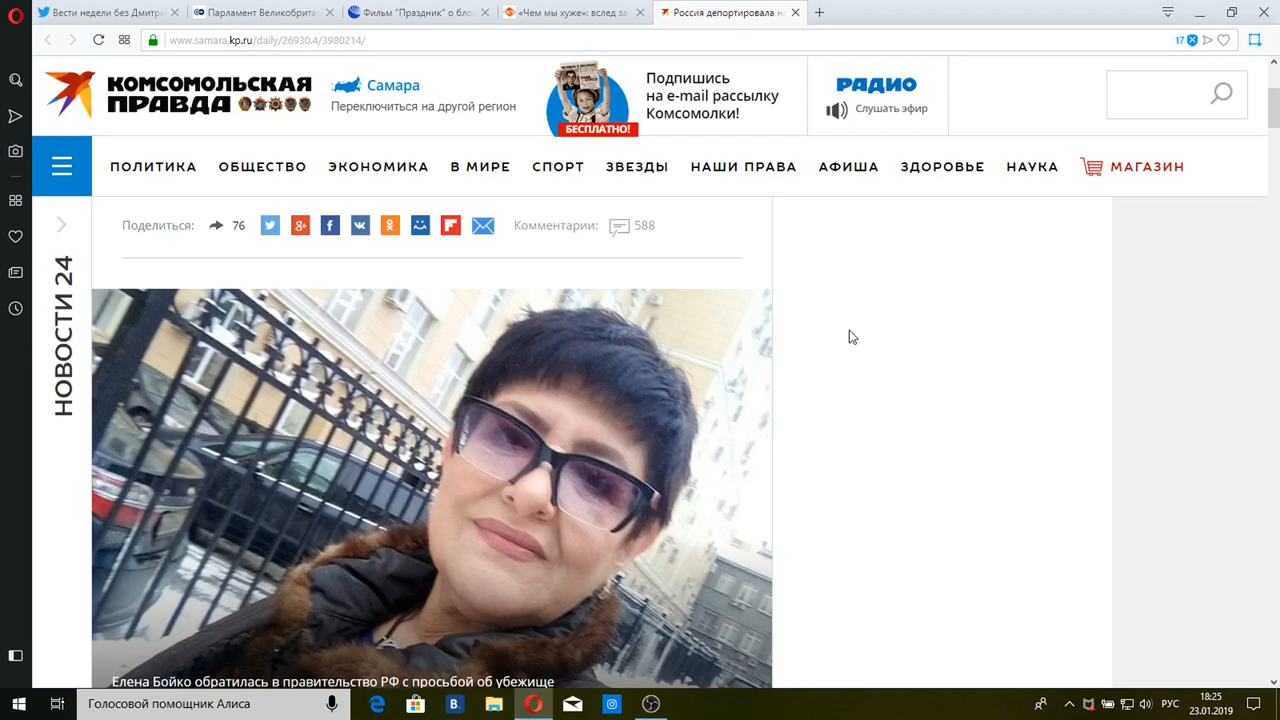 Вести недели без Дмитри
Парламент Великобритан
Фильм "Праздник" о б
«Чем мы хуже»: вслед за
Россия депортировала на
www.samara.kp.ru/daily/26930.4/3980214/
17
КОМСОМОЛЬСКАЯ
ПРАВДА
Самара
Переключиться на другой регион
БЕСПЛАТНО!
Подпишись
на e-mail рассылку
Комсомолки!
РАДИО
Слушать эфир
ПОЛИТИКА ОБЩЕСТВО ЭКОНОМИКА В МИРЕ СПОРТ ЗВЕЗДЫ НАШИ ПРАВА АФИША ЗДОРОВЬЕ НАУКА МАГАЗИН
Поделиться: 76
Комментарии: 588
НОВОСТИ 24
Елена Бойко обратилась в правительство РФ с просьбой об убежище
Голосовой помощник Алиса
РУС
18:25
23.01.2019